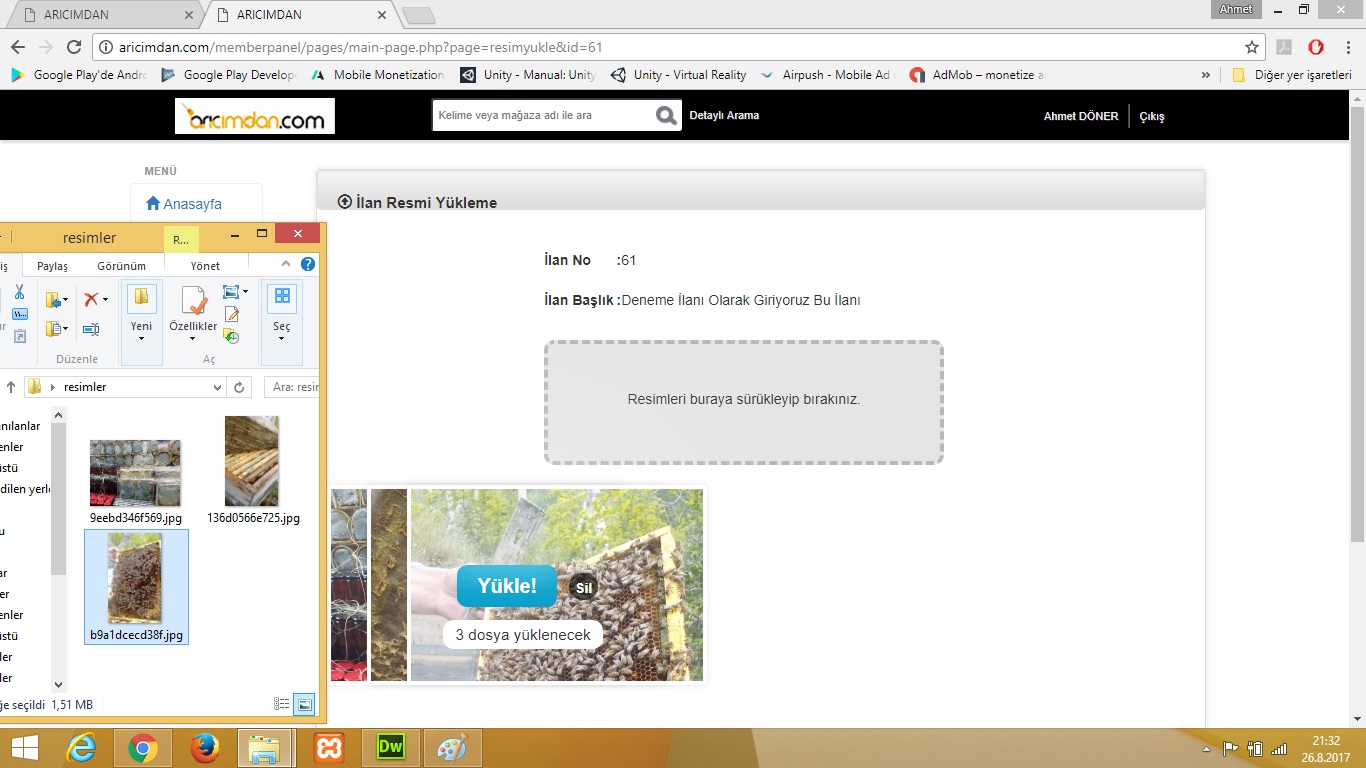 ARICIMDAN
ARICIMDAN
Ahmet
aricimdan.com/memberpanel/pages/main-page.php?page=resimyukle&id=61
Google Play'de Andro
Google Play Develop
Mobile Monetization
Unity - Manual: Unity
Unity - Virtual Reality
Airpush - Mobile Ad
AdMob – monetize a
»
Diğer yer işaretleri
arıcımdan.com
Kelime veya mağaza adı ile ara
Detaylı Arama
Ahmet DÖNER
Çıkış
MENÜ
Anasayfa
İlan Resmi Yükleme
İlan No :61
İlan Başlık :Deneme İlanı Olarak Giriyoruz Bu İlanı
Resimleri buraya sürükleyip bırakınız.
Yükle!
Sil
3 dosya yüklenecek
resimler
R...
iş
Paylaş
Görünüm
Yönet
Yeni
Özellikler
Seç
Düzenle
Aç
resimler
Ara: resim
anılanlar
enler
üstü
dilen yerle
u
ar
er
enler
üstü
ler
ler
9eebd346f569.jpg
136d0566e725.jpg
b9a1dcecd38f.jpg
ğe seçildi 1,51 MB
Dw
21:32
26.8.2017